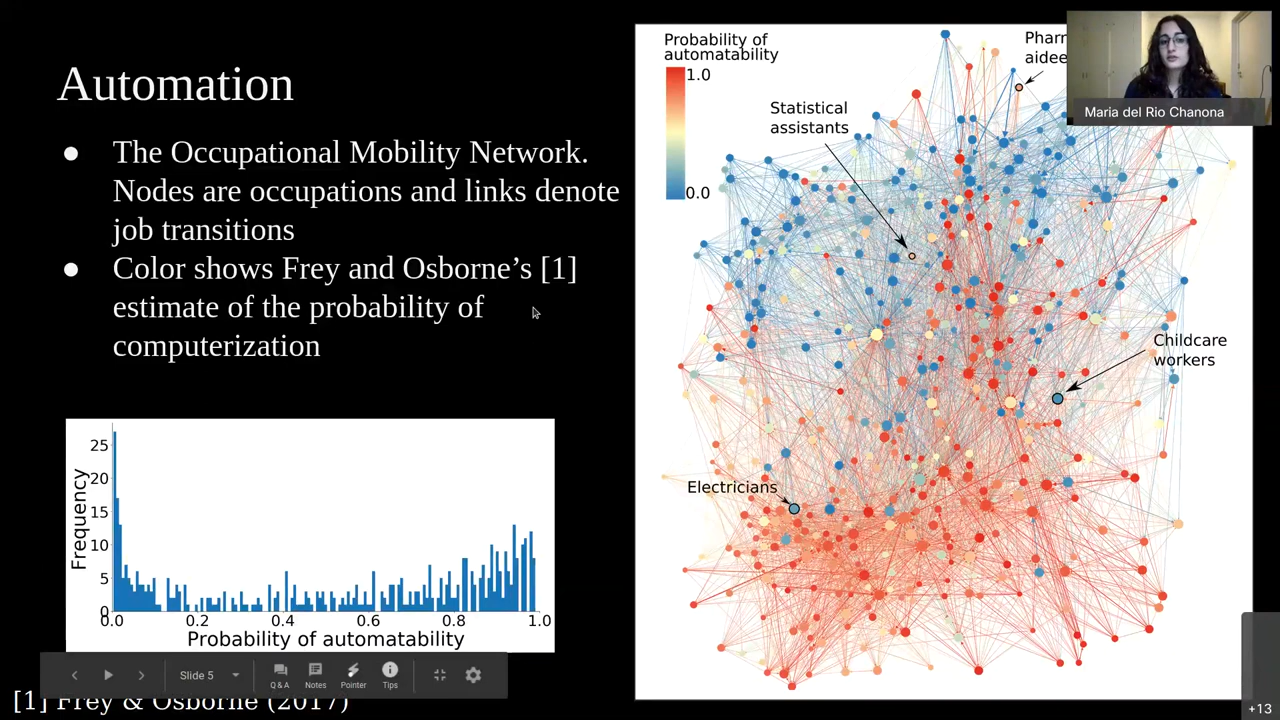 Automation
● The Occupational Mobility Network.
Nodes are occupations and links denote
job transitions
● Color shows Frey and Osborne’s [1]
estimate of the probability of
computerization
Frequency
25
20
15
10
5
0
0.0 0.2 0.4 0.6 0.8 1.0
Probability of automatability
Slide 5
Q & A Notes Pointer Tips
[1] Frey & Osborne (2017)
Probability of
automatability
1.0
0.0
Statistical
assistants
aidee
Childcare
workers
Electricians
Maria del Rio Chanona
+13